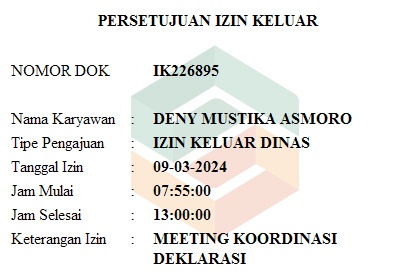 PERSETUJUAN IZIN KELUAR
NOMOR DOK IK226895
Nama Karyawan : DENY MUSTIKA ASMORO
Tipe Pengajuan : IZIN KELUAR DINAS
Tanggal Izin : 09-03-2024
Jam Mulai : 07:55:00
Jam Selesai : 13:00:00
Keterangan Izin : MEETING KOORDINASI
DEKLARASI